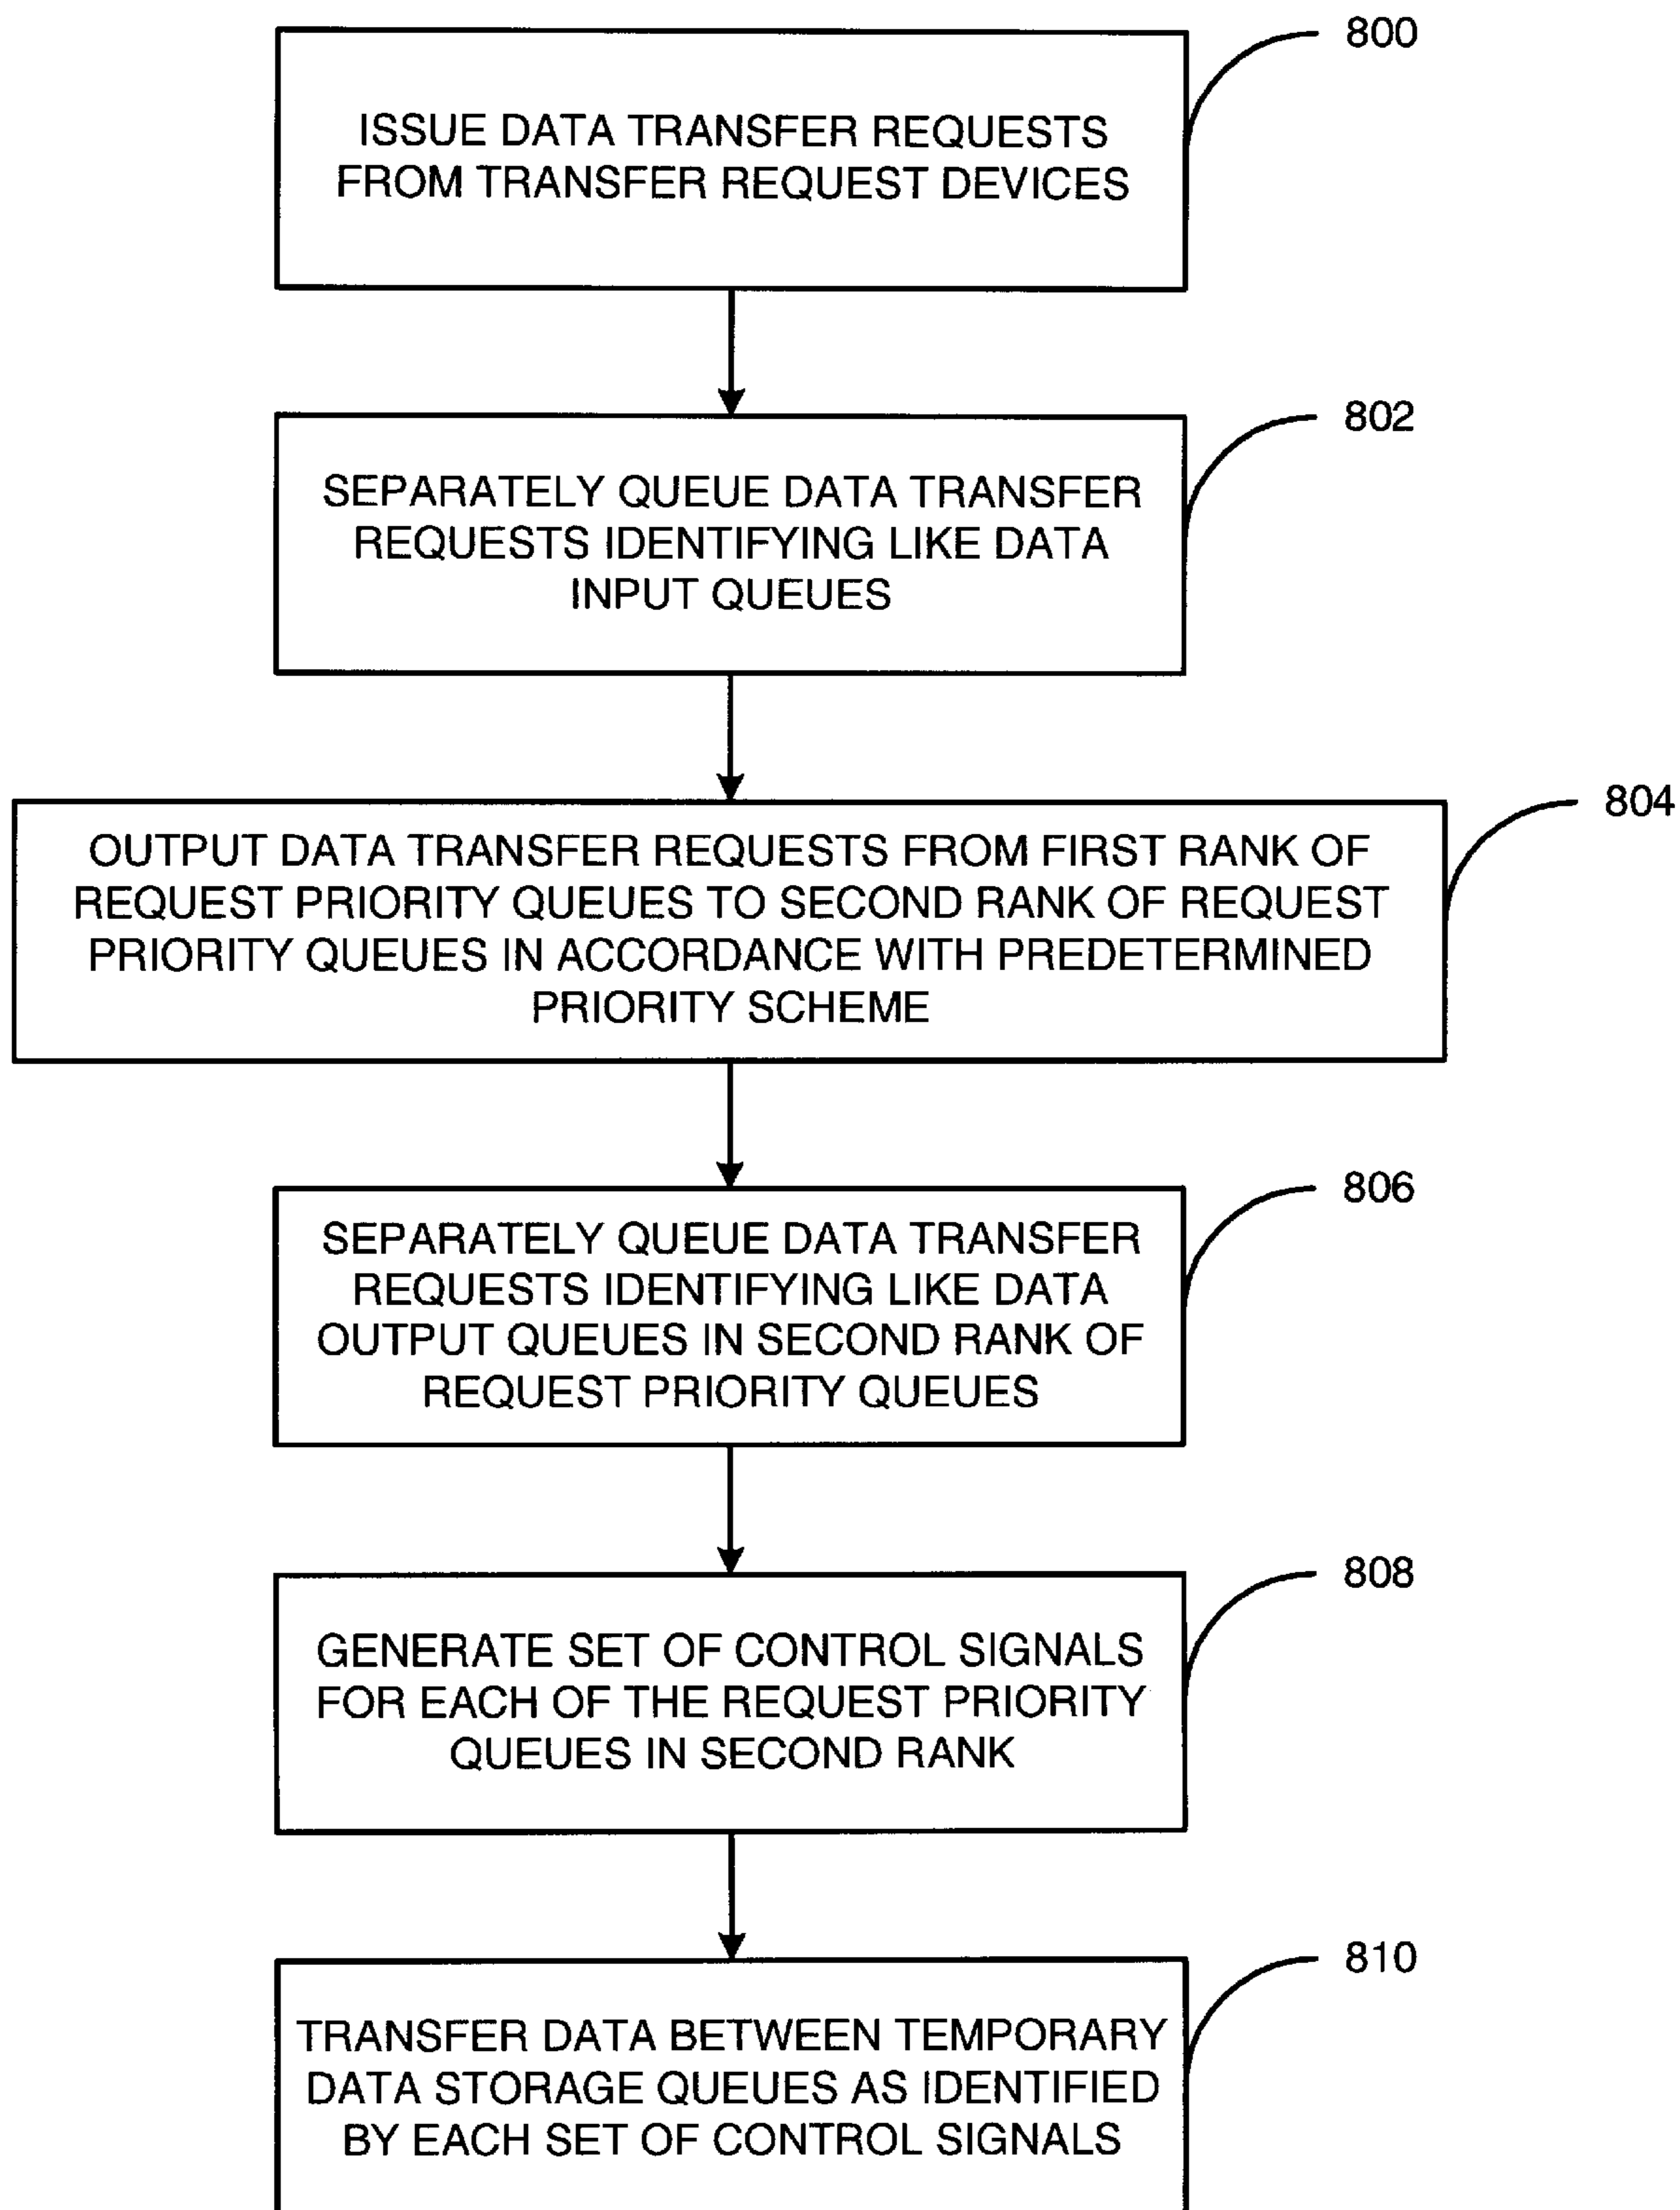 800
ISSUE DATA TRANSFER REQUESTS
FROM TRANSFER REQUEST DEVICES
802
SEPARATELY QUEUE DATA TRANSFER
REQUESTS IDENTIFYING LIKE DATA
INPUT QUEUES
804
OUTPUT DATA TRANSFER REQUESTS FROM FIRST RANK OF
REQUEST PRIORITY QUEUES TO SECOND RANK OF REQUEST
PRIORITY QUEUES IN ACCORDANCE WITH PREDETERMINED
PRIORITY SCHEME
806
SEPARATELY QUEUE DATA TRANSFER
REQUESTS IDENTIFYING LIKE DATA
OUTPUT QUEUES IN SECOND RANK OF
REQUEST PRIORITY QUEUES
808
GENERATE SET OF CONTROL SIGNALS
FOR EACH OF THE REQUEST PRIORITY
QUEUES IN SECOND RANK
810
TRANSFER DATA BETWEEN TEMPORARY
DATA STORAGE QUEUES AS IDENTIFIED
BY EACH SET OF CONTROL SIGNALS